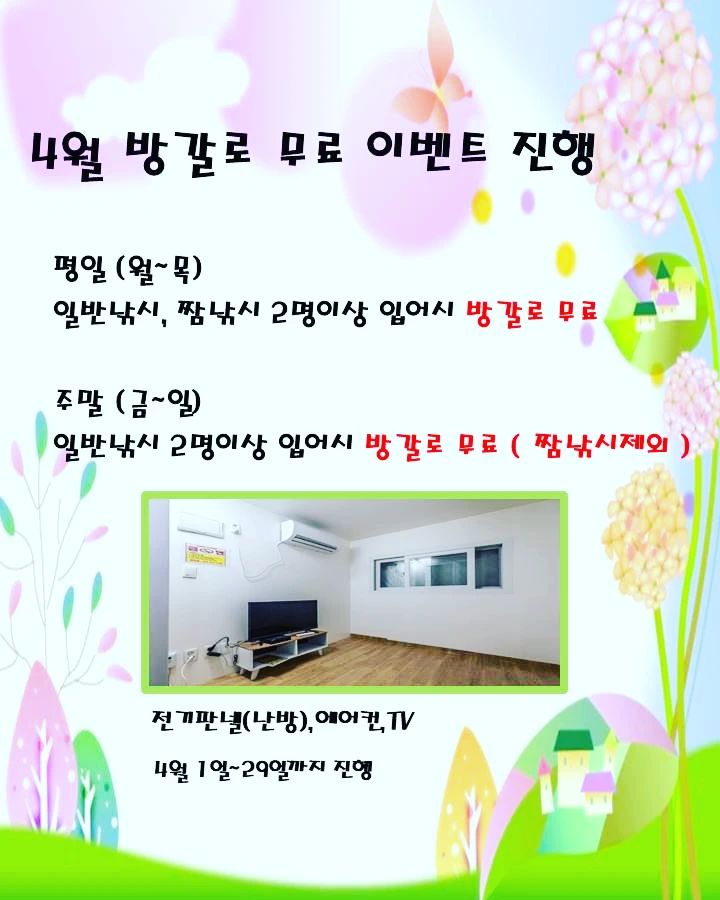 4월 방갈로 무료 이벤트 진행
평일 (월~목)
일반낚시, 짬낚시 2명이상 입어시 방갈로 무료
주말 (금~일)
일반낚시 2명이상 입어시 방갈로 무료 ( 짬낚시제외 )
전기판넬(난방),에어컨,TV
4월 1일~29일까지 진행